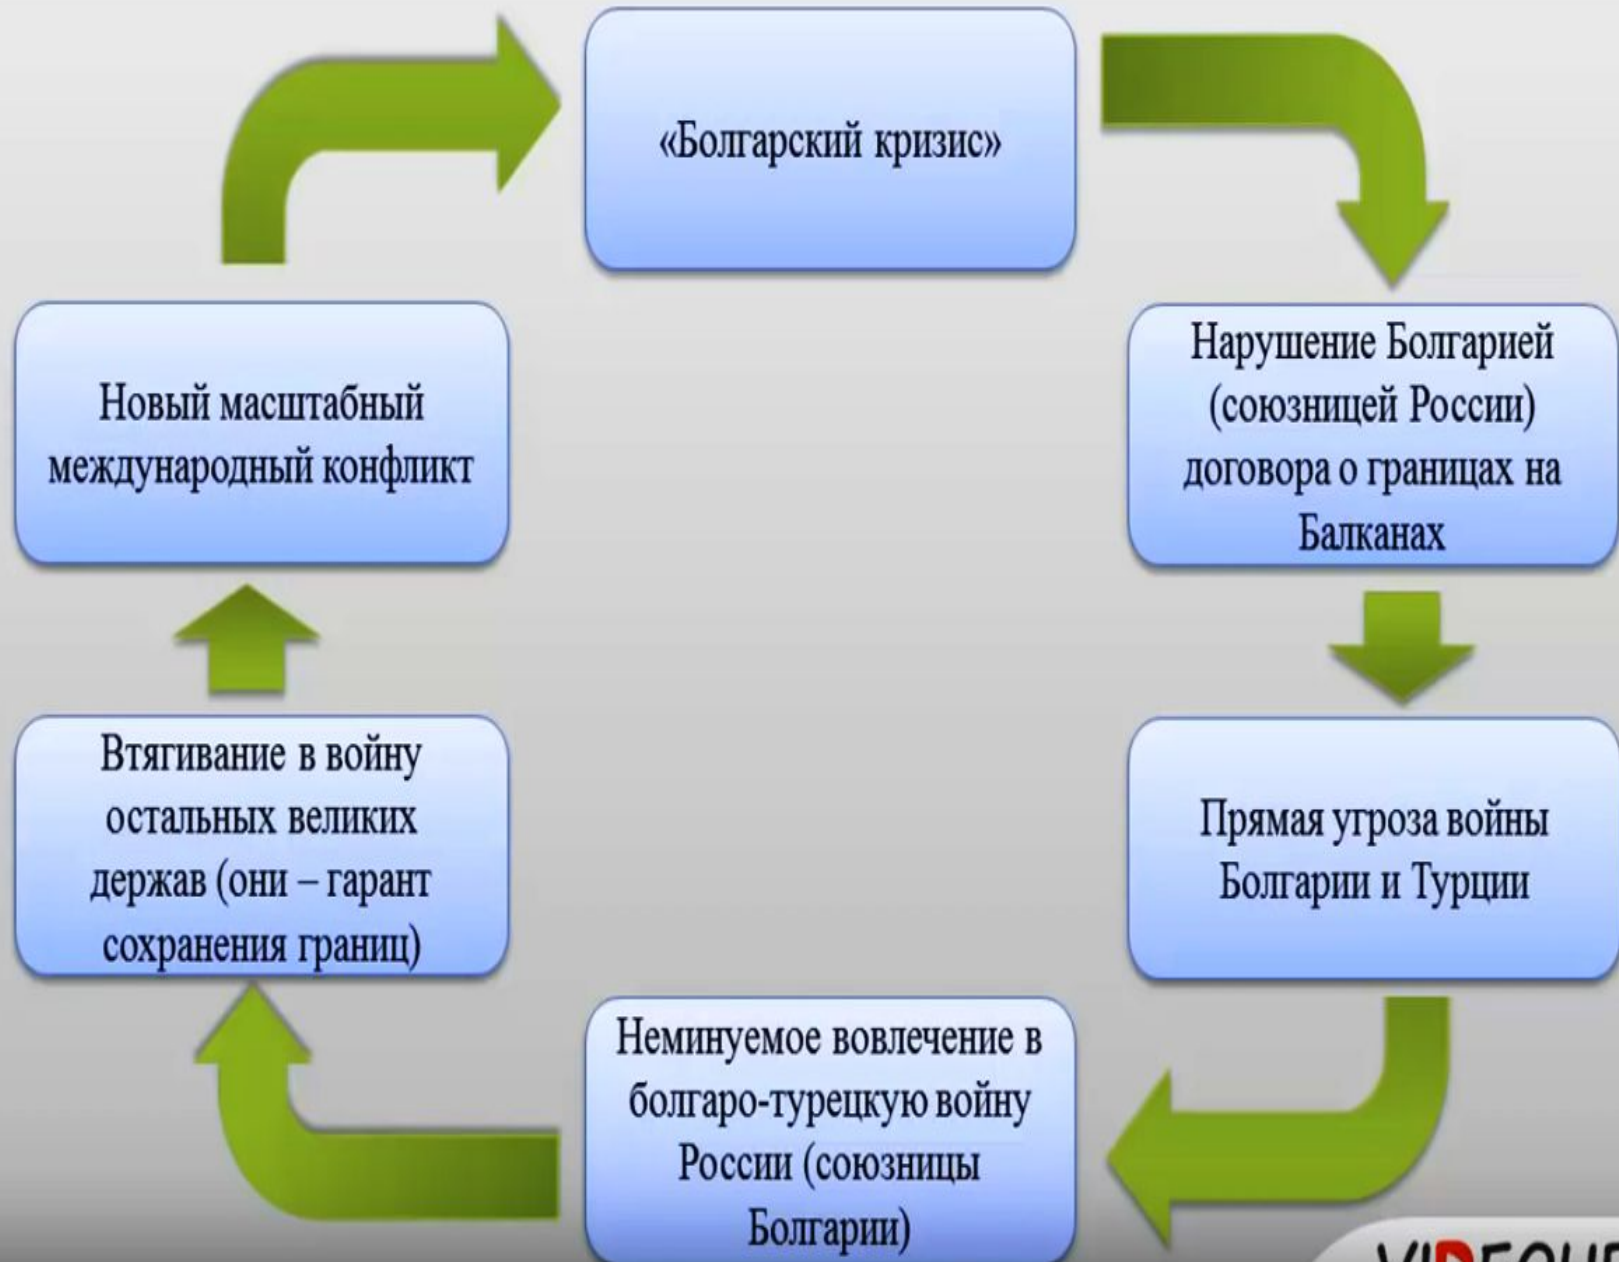 «Болгарский кризис»
Нарушение Болгарией
(союзницей России)
договора о границах на
Балканах
Прямая угроза войны
Болгарии и Турции
Неминуемое вовлечение в
болгаро-турецкую войну
России (союзницы
Болгарии)
Втягивание в войну
остальных великих
держав (они – гарант
сохранения границ)
Новый масштабный
международный конфликт